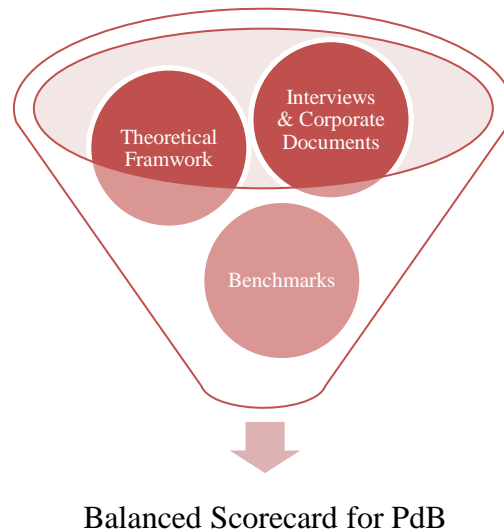 Interviews
& Corporate
Documents
Theoretical
Framwork
Benchmarks
Balanced Scorecard for PdB